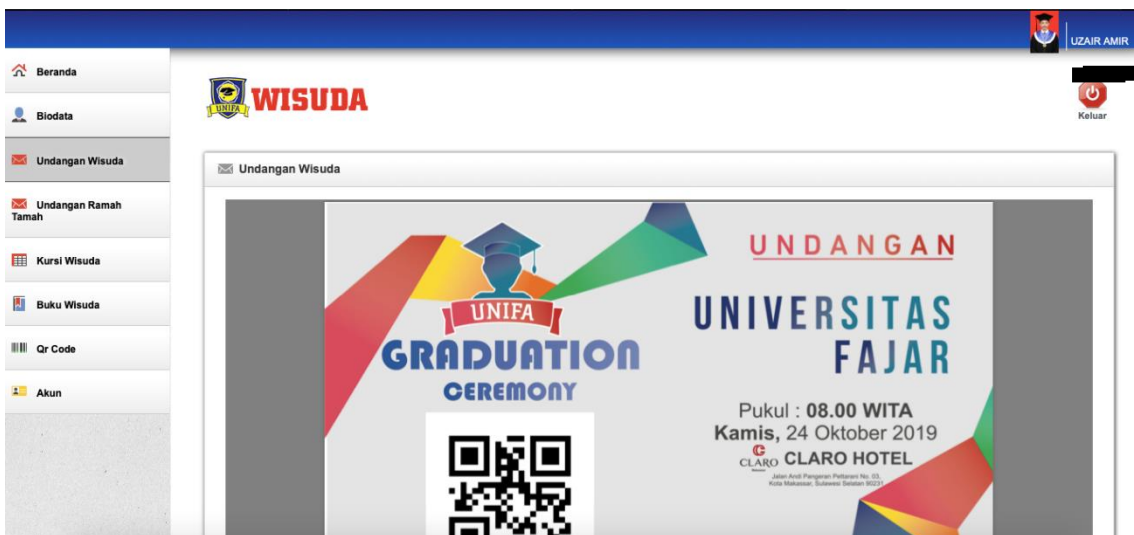 UZAIR AMIR
Beranda
Biodata
Undangan Wisuda
Undangan Ramah
Tamah
Kursi Wisuda
Buku Wisuda
Qr Code
Akun
UNIFA
WISUDA
Keluar
Undangan Wisuda
UNIFA
GRADUATION
CEREMONY
UNDANGAN
UNIVERSITAS
FAJAR
Pukul : 08.00 WITA
Kamis, 24 Oktober 2019
CLARO CLARO HOTEL
Jalan Andi Pangeran Pettarani No. 03,
Kota Makassar, Sulawesi Selatan 90231